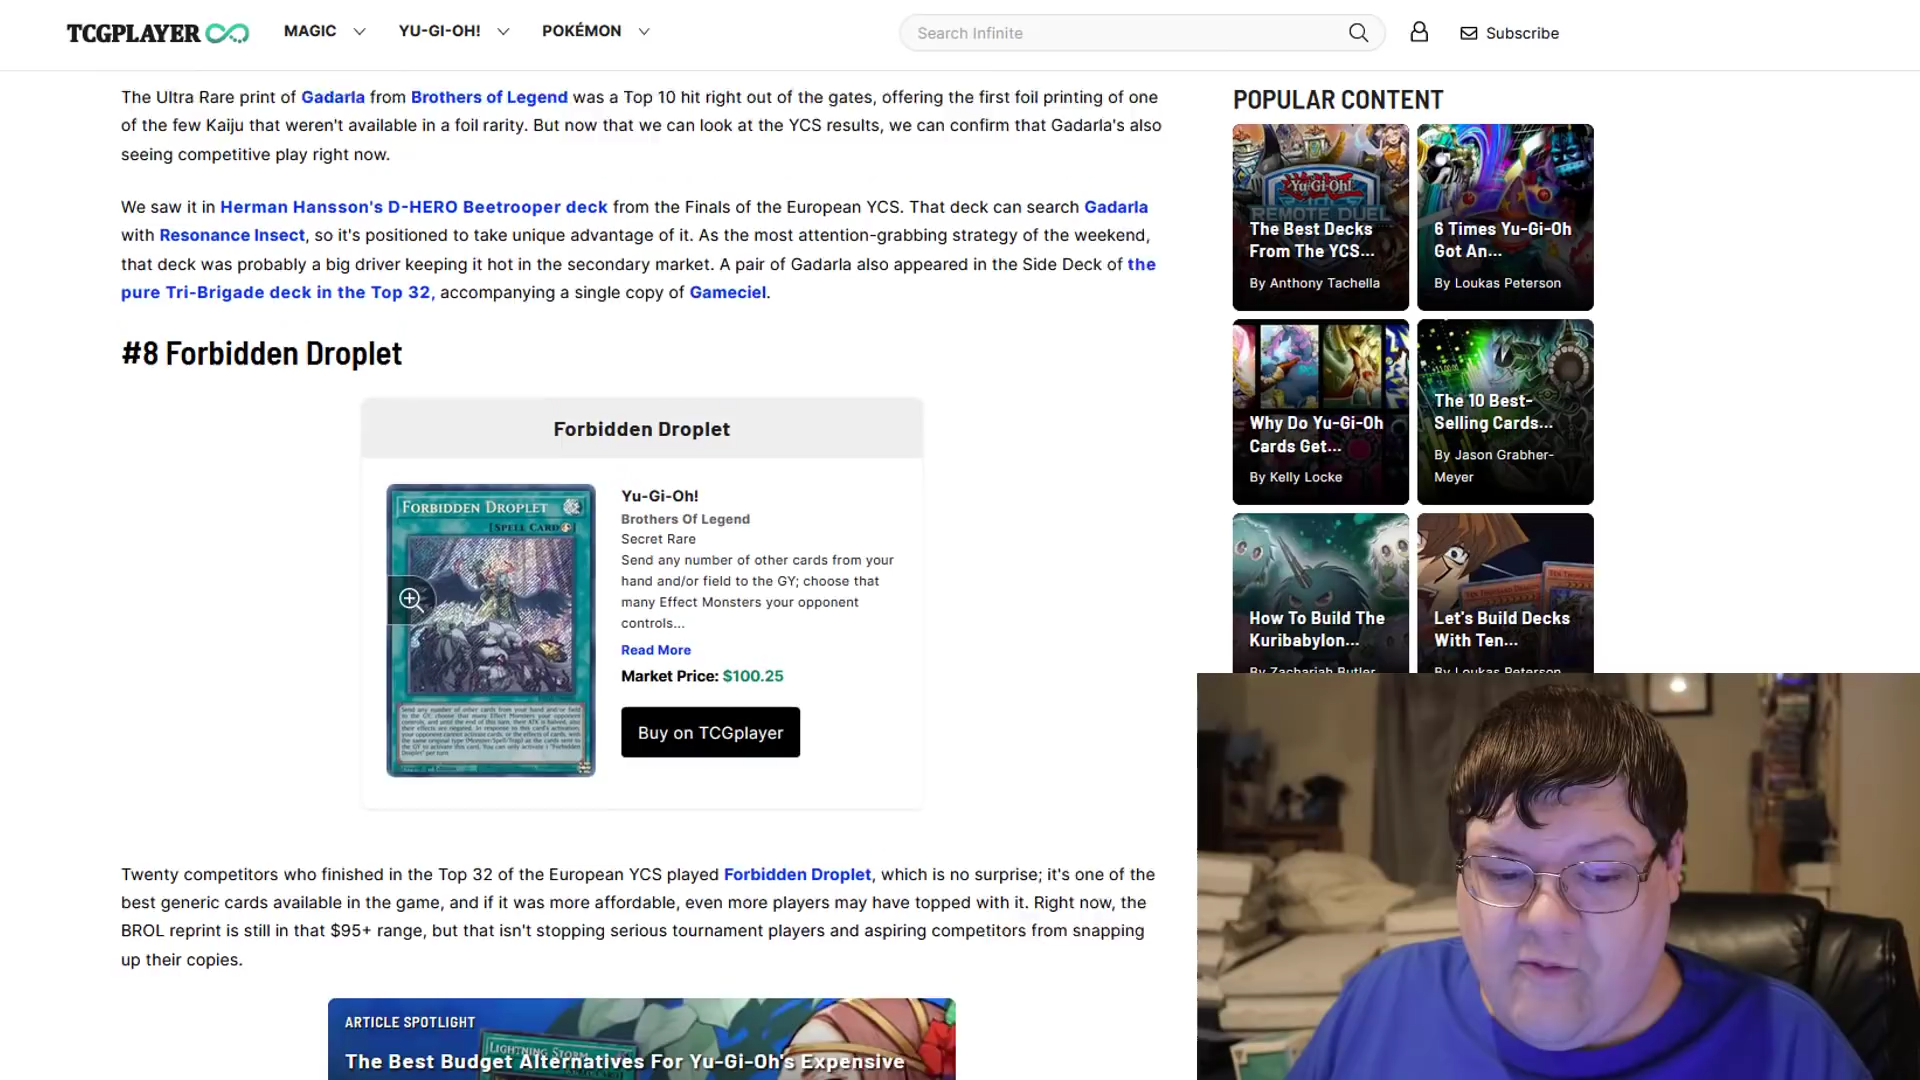 TCGPLAYER
MAGIC
YU-GI-OH!
POKÉMON
Search Infinite
Subscribe
The Ultra Rare print of Gadarla from Brothers of Legend was a Top 10 hit right out of the gates, offering the first foil printing of one
of the few Kaiju that weren't available in a foil rarity. But now that we can look at the YCS results, we can confirm that Gadarla's also
seeing competitive play right now.
We saw it in Herman Hansson's D-HERO Beetrooper deck from the Finals of the European YCS. That deck can search Gadarla
with Resonance Insect, so it's positioned to take unique advantage of it. As the most attention-grabbing strategy of the weekend,
that deck was probably a big driver keeping it hot in the secondary market. A pair of Gadarla also appeared in the Side Deck of the
pure Tri-Brigade deck in the Top 32, accompanying a single copy of Gameciel.
#8 Forbidden Droplet
Forbidden Droplet
FORBIDDEN DROPLET
[SPELL CARD]
Yu-Gi-Oh!
Brothers Of Legend
Secret Rare
Send any number of other cards from your
hand and/or field to the GY; choose that
many Effect Monsters your opponent
controls...
Read More
Market Price: $100.25
Buy on TCGplayer
Twenty competitors who finished in the Top 32 of the European YCS played Forbidden Droplet, which is no surprise; it's one of the
best generic cards available in the game, and if it was more affordable, even more players may have topped with it. Right now, the
BROL reprint is still in that $95+ range, but that isn't stopping serious tournament players and aspiring competitors from snapping
up their copies.
ARTICLE SPOTLIGHT
LIGHTNING STORM
The Best Budget Alternatives For Yu-Gi-Oh's Expensive
POPULAR CONTENT
Yu-Gi-Oh!
REMOTE DUEL
The Best Decks
From The YCS...
By Anthony Tachella
6 Times Yu-Gi-Oh
Got An...
By Loukas Peterson
Why Do Yu-Gi-Oh
Cards Get...
By Kelly Locke
The 10 Best-
Selling Cards...
By Jason Grabher-
Meyer
How To Build The
Kuribabylon...
By Zachariah Butler
Let's Build Decks
With Ten...
By Loukas Peterson